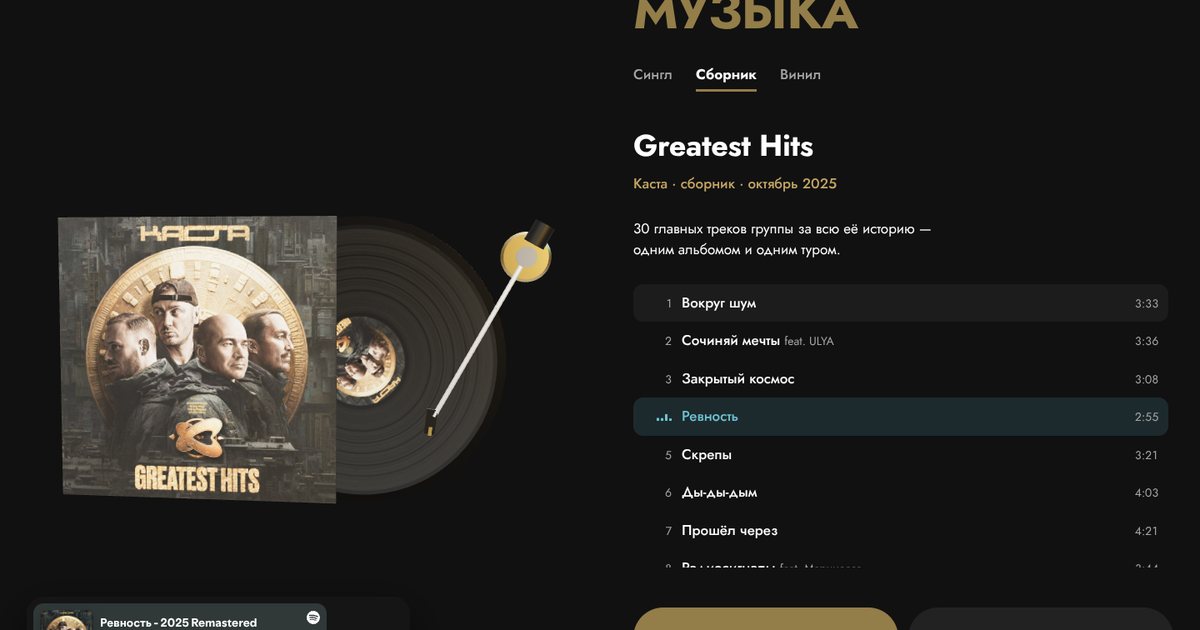 МУЗЫКА
Сингл Сборник Винил
Greatest Hits
Каста · сборник · октябрь 2025
30 главных треков группы за всю её историю —
одним альбомом и одним туром.
1 Вокруг шум 3:33
2 Сочиняй мечты feat. ULYA 3:36
3 Закрытый космос 3:08
Ревность 2:55
5 Скрепы 3:21
6 Ды-ды-дым 4:03
7 Прошёл через 4:21
КАСТА
GREATEST HITS
Ревность - 2025 Remastered